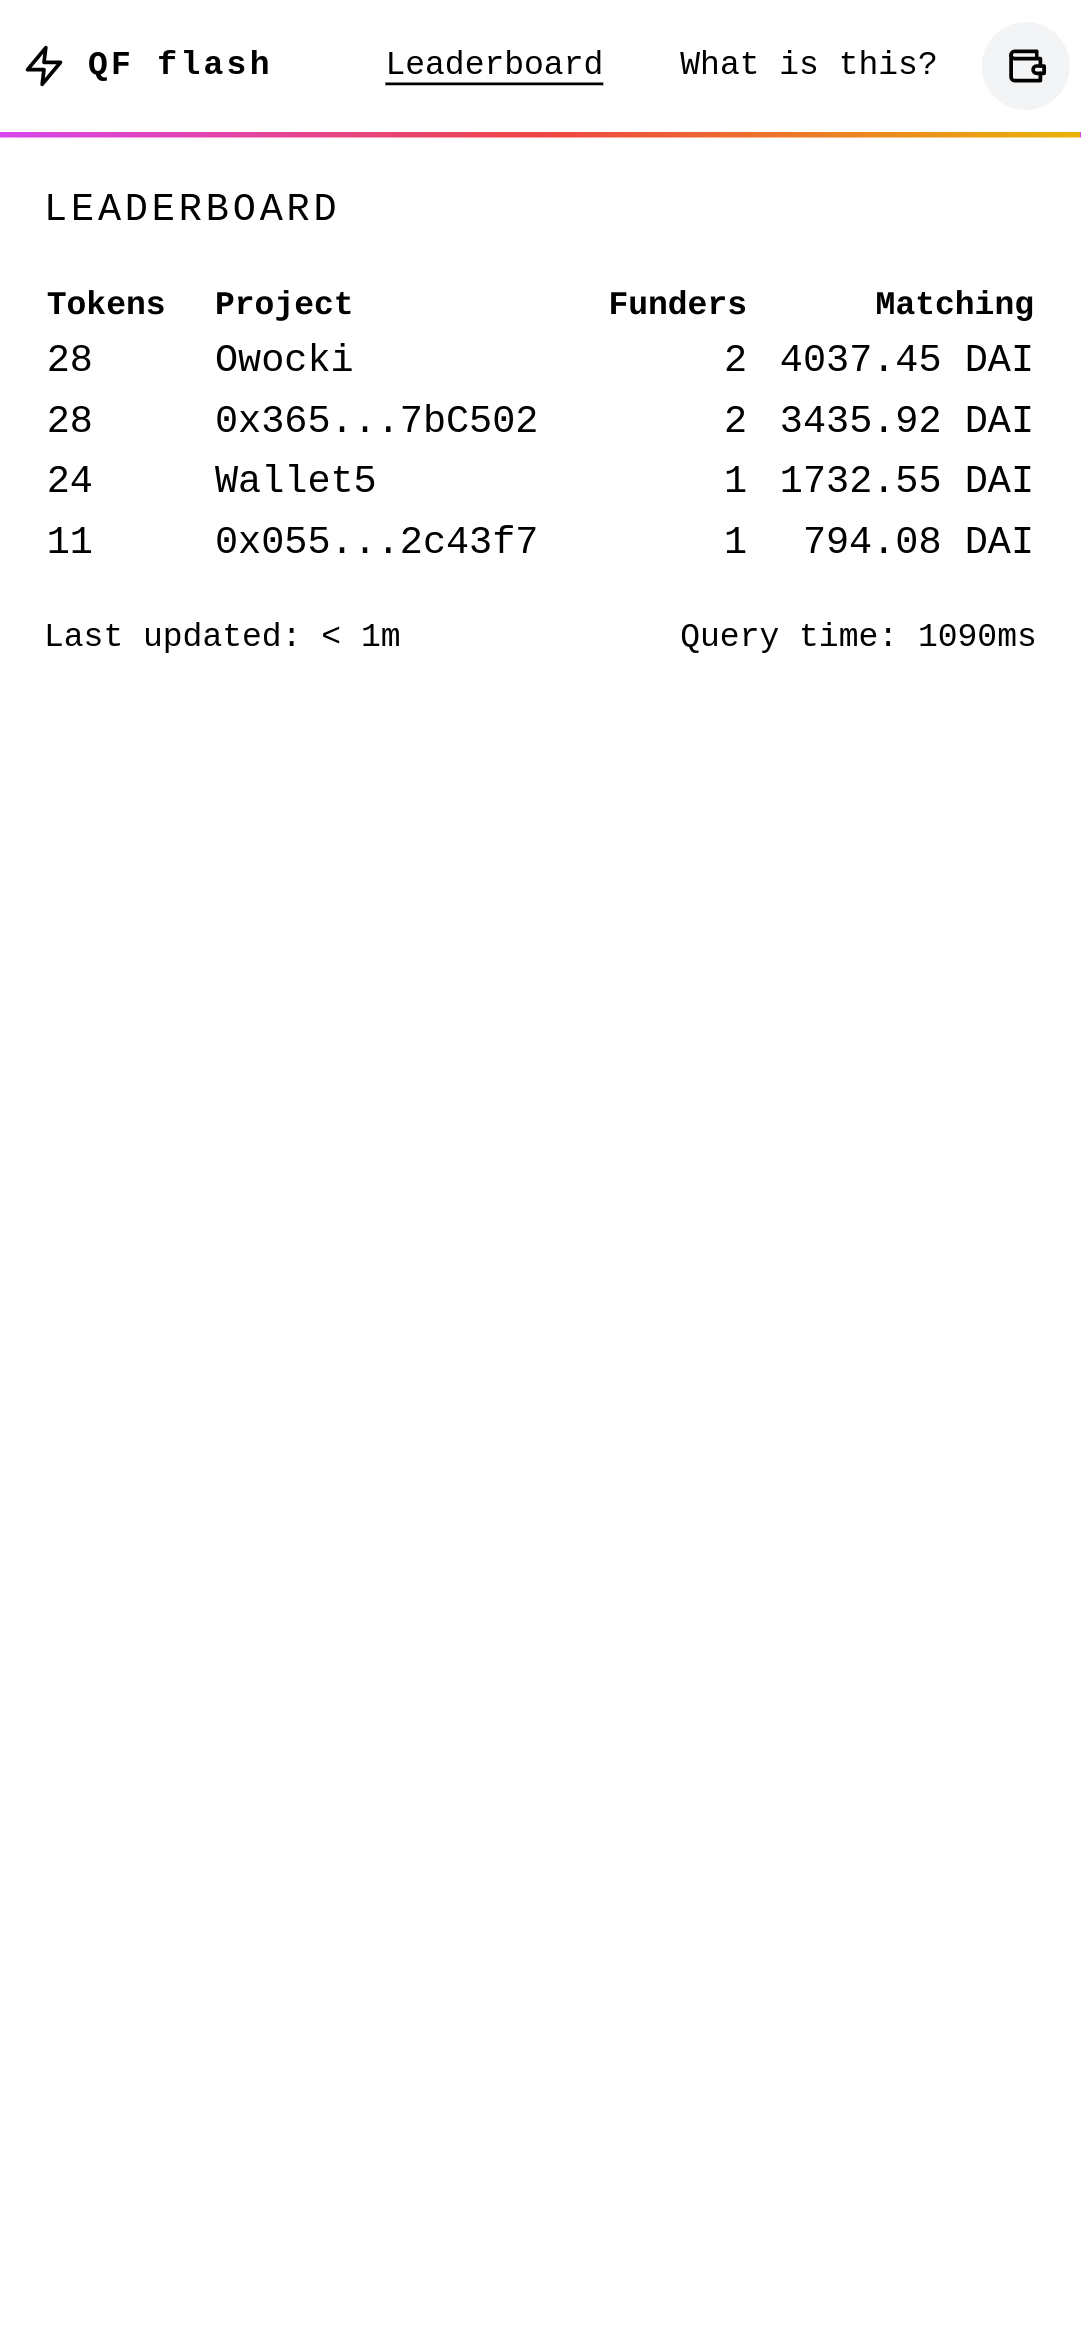 QF flash Leaderboard What is this?
LEADERBOARD
Tokens Project Funders Matching
28 Owocki 2 4037.45 DAI
28 0x365...7bC502 2 3435.92 DAI
24 Wallet5 1 1732.55 DAI
11 0x055...2c43f7 1 794.08 DAI
Last updated: < 1m Query time: 1090ms